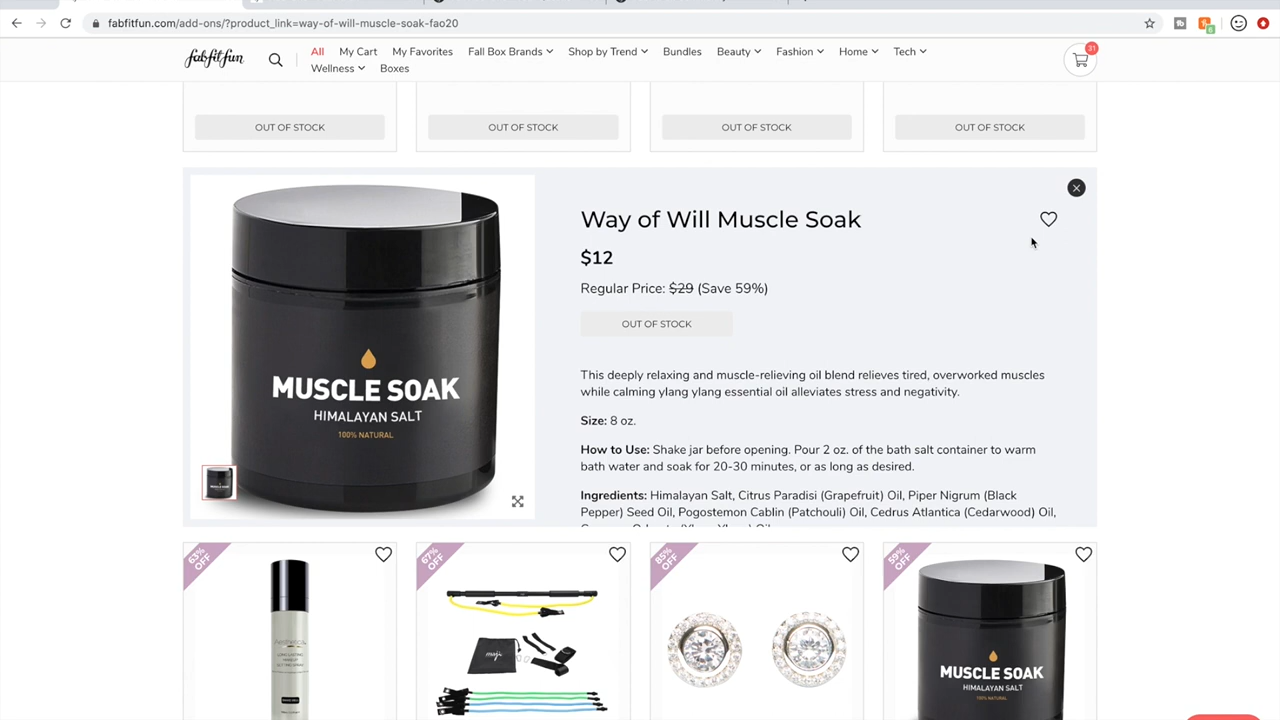 fabfitfun.com/add-ons/?product_link=way-of-will-muscle-soak-fao20
6
fabfitfun
All My Cart My Favorites Fall Box Brands Shop by Trend Bundles Beauty Fashion Home Tech
31
Wellness Boxes
OUT OF STOCK OUT OF STOCK OUT OF STOCK OUT OF STOCK
MUSCLE SOAK
HIMALAYAN SALT
100% NATURAL
Way of Will Muscle Soak
$12
Regular Price: $29 (Save 59%)
OUT OF STOCK
This deeply relaxing and muscle-relieving oil blend relieves tired, overworked muscles
while calming ylang ylang essential oil alleviates stress and negativity.
Size: 8 oz.
How to Use: Shake jar before opening. Pour 2 oz. of the bath salt container to warm
bath water and soak for 20-30 minutes, or as long as desired.
Ingredients: Himalayan Salt, Citrus Paradisi (Grapefruit) Oil, Piper Nigrum (Black
Pepper) Seed Oil, Pogostemon Cablin (Patchouli) Oil, Cedrus Atlantica (Cedarwood) Oil,
63% OFF
67% OFF
maji
85% OFF
59% OFF
MUSCLE SOAK
HIMALAYAN SALT
100% NATURAL